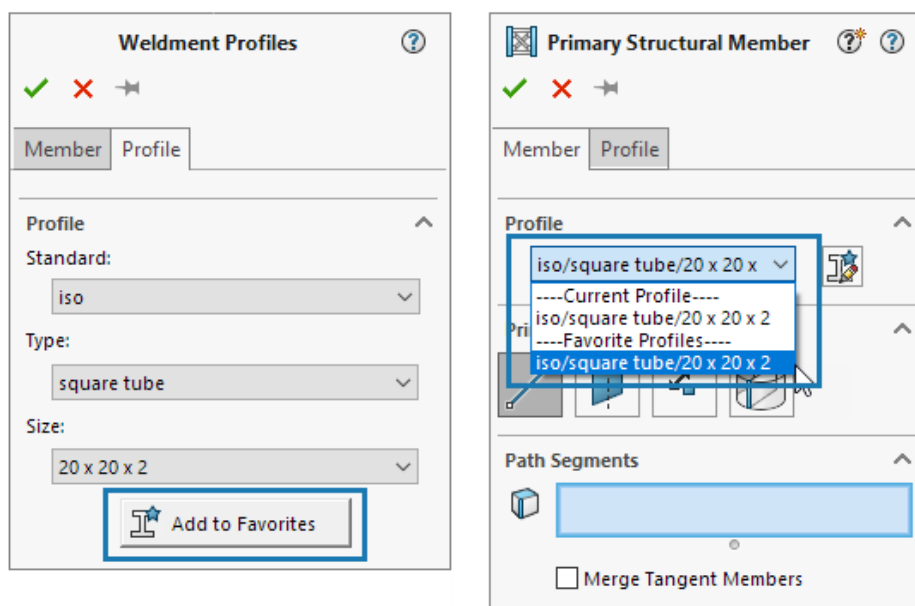 Weldment Profiles
Member Profile
Profile
Standard:
iso
Type:
square tube
Size:
20 x 20 x 2
Add to Favorites
Primary Structural Member
Member Profile
Profile
iso/square tube/20 x 20 x
----Current Profile----
iso/square tube/20 x 20 x 2
----Favorite Profiles----
iso/square tube/20 x 20 x 2
Pri
Path Segments
Merge Tangent Members